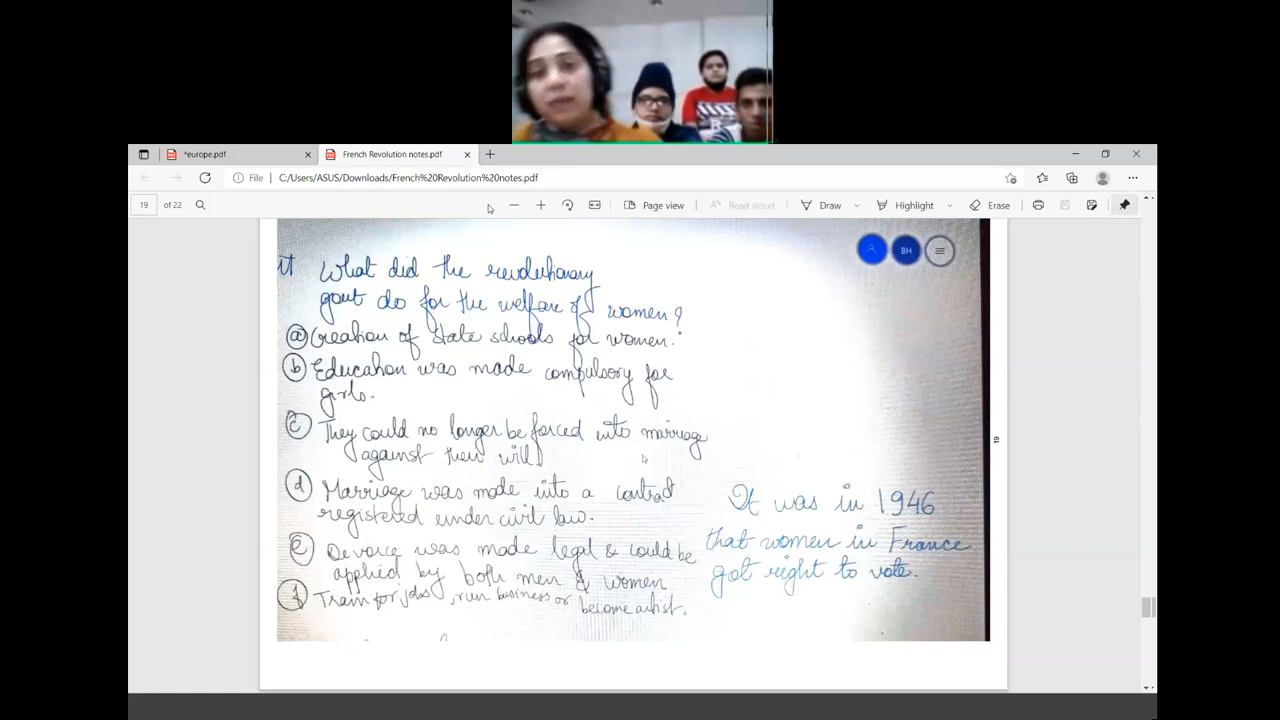 *europe.pdf
French Revolution notes.pdf
File C:/Users/ASUS/Downloads/French%20Revolution%20notes.pdf
19 of 22 Page view Read aloud Draw Highlight Erase
BH
What did the revolutionary
govt do for the welfare of women?
a Creation of state schools for women.
b Education was made compulsory for
girls.
c They could no longer be forced into marriage
against their will
d Marriage was made into a contract
registered under civil law.
e Divorce was made legal & could be
applied by both men & women
f Train for jobs, run business or become artist.
It was in 1946
that women in France
got right to vote.
19